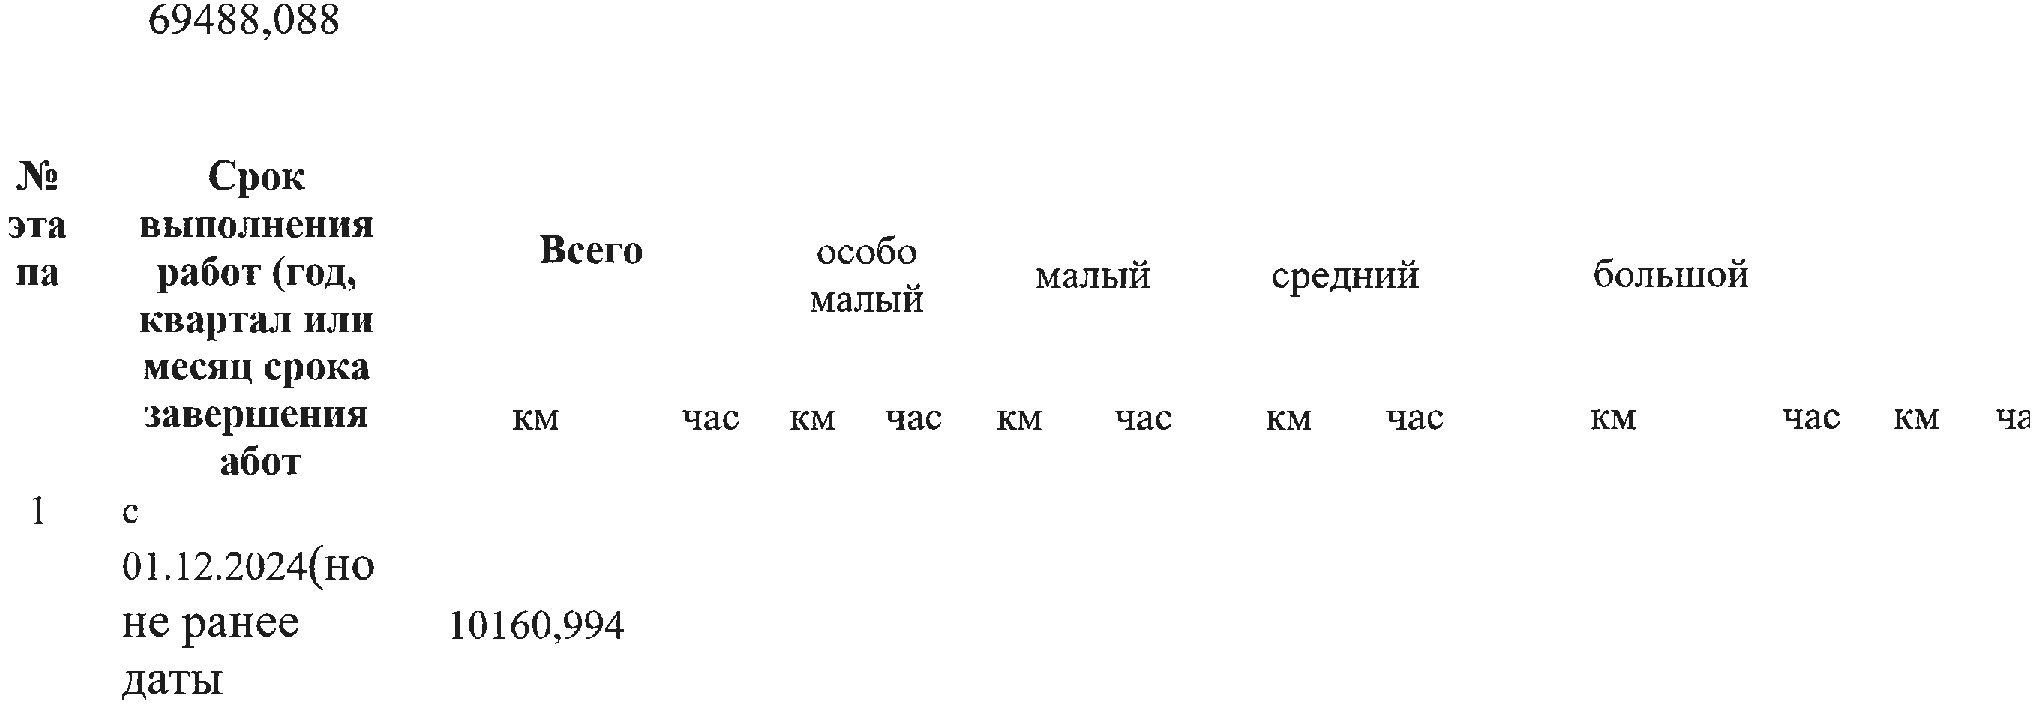 69488,088
№
эта
па
Срок
выполнения
работ (год,
квартал или
месяц срока
завершения
абот
Всего
особо
малый
малый
средний
большой
км час км час км час км час км час км ча
1
с
01.12.2024(но
не ранее
даты
10160,994